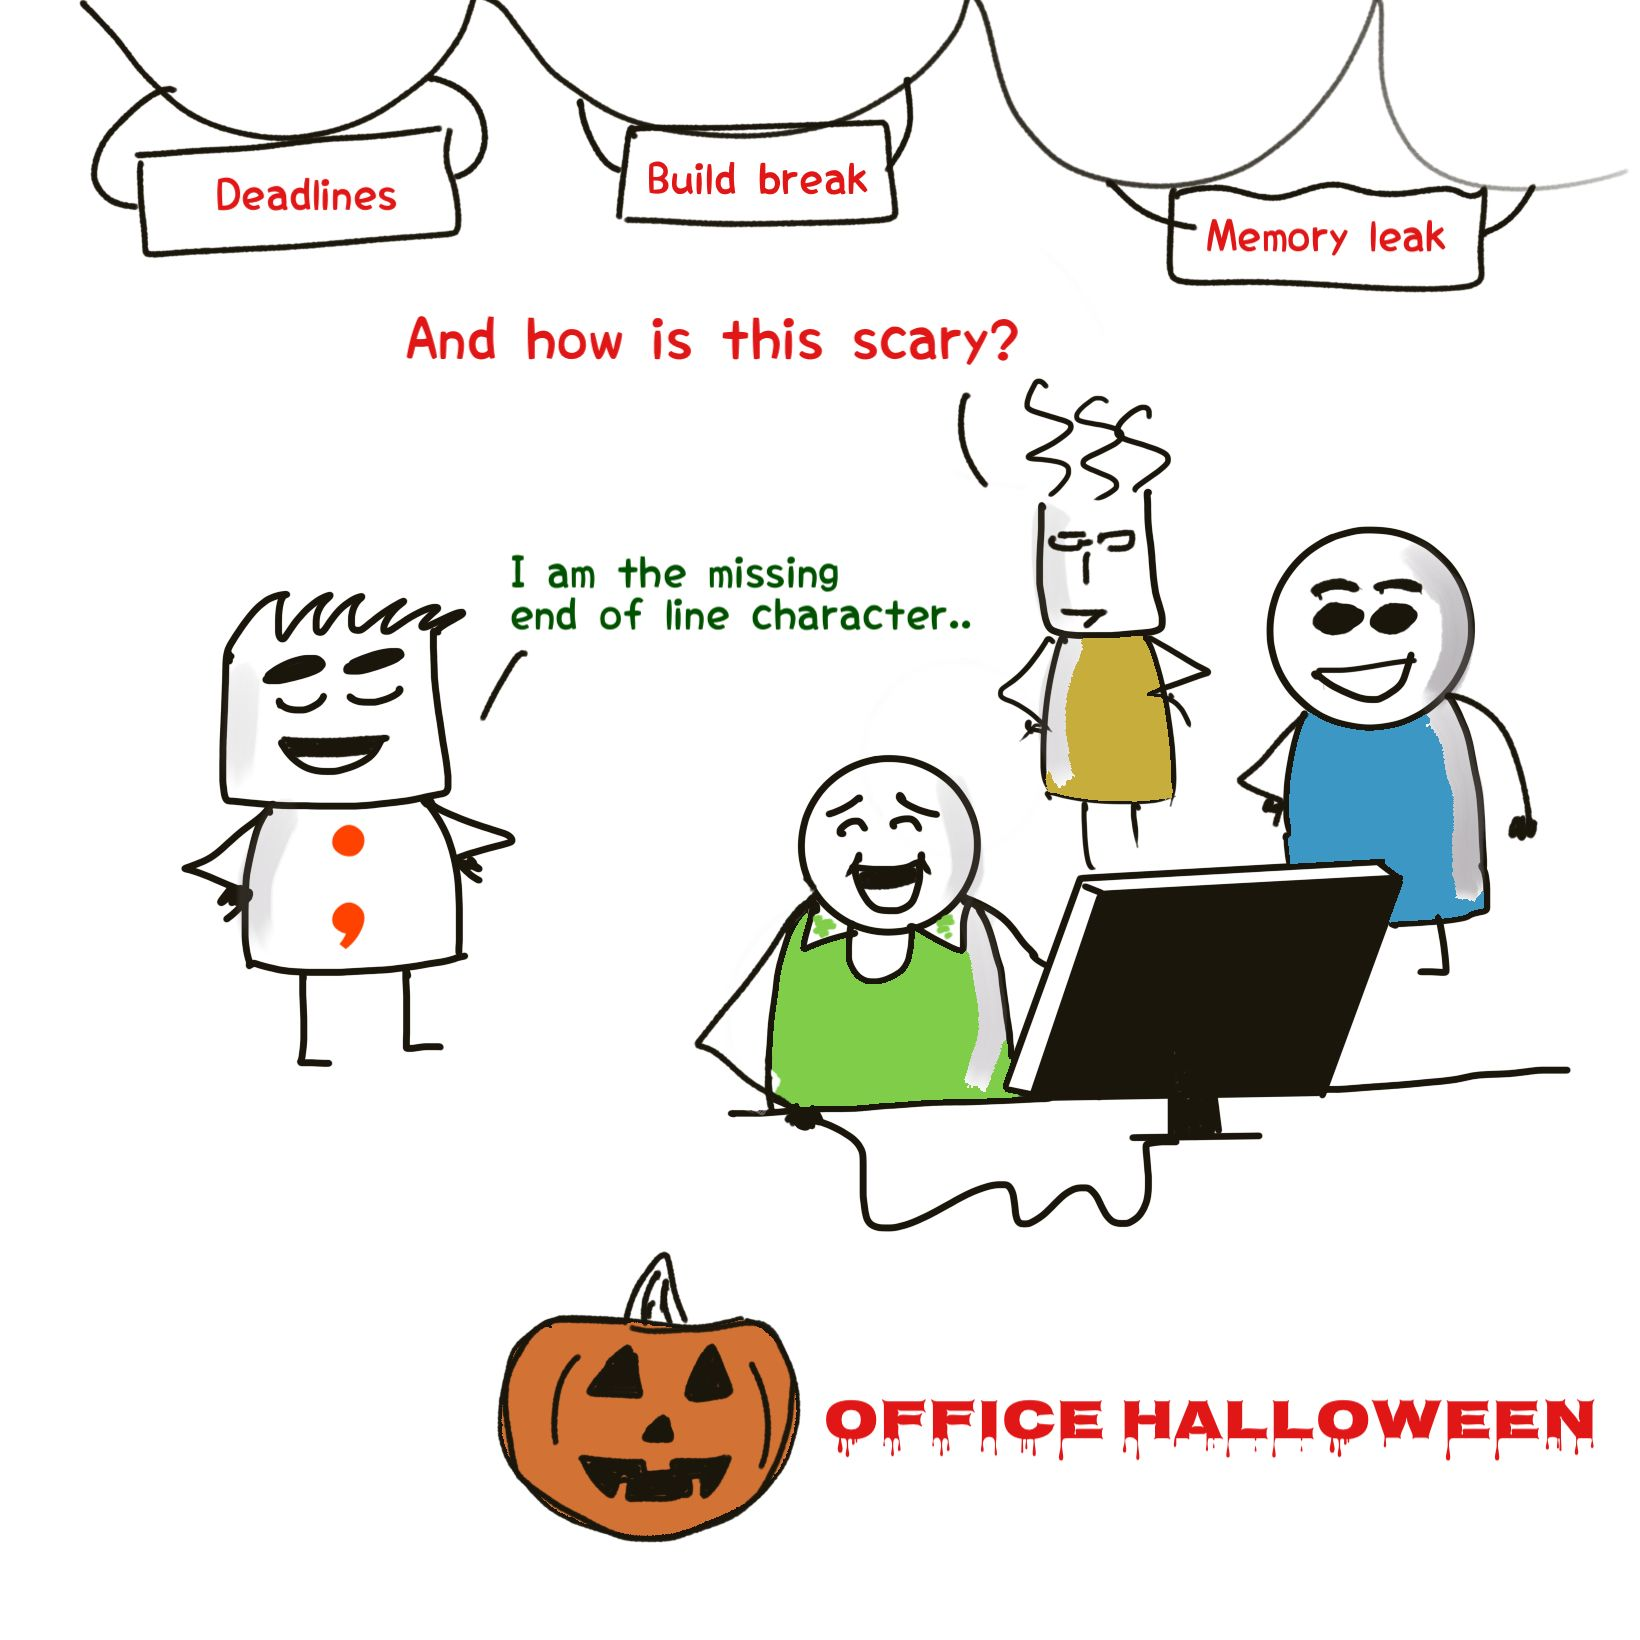 Deadlines
Build break
Memory leak
And how is this scary?
I am the missing
end of line character..
;
OFFICE HALLOWEEN